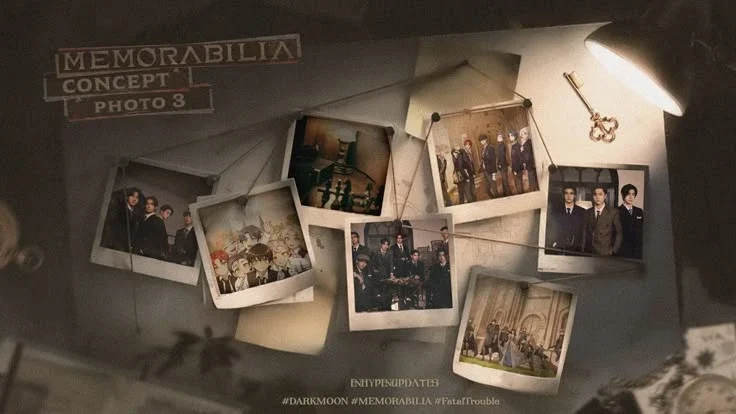 MEMORABILIA
CONCEPT
PHOTO 3
ENHYPENUPDATES
#DARKMOON #MEMORABILIA #FatalTrouble